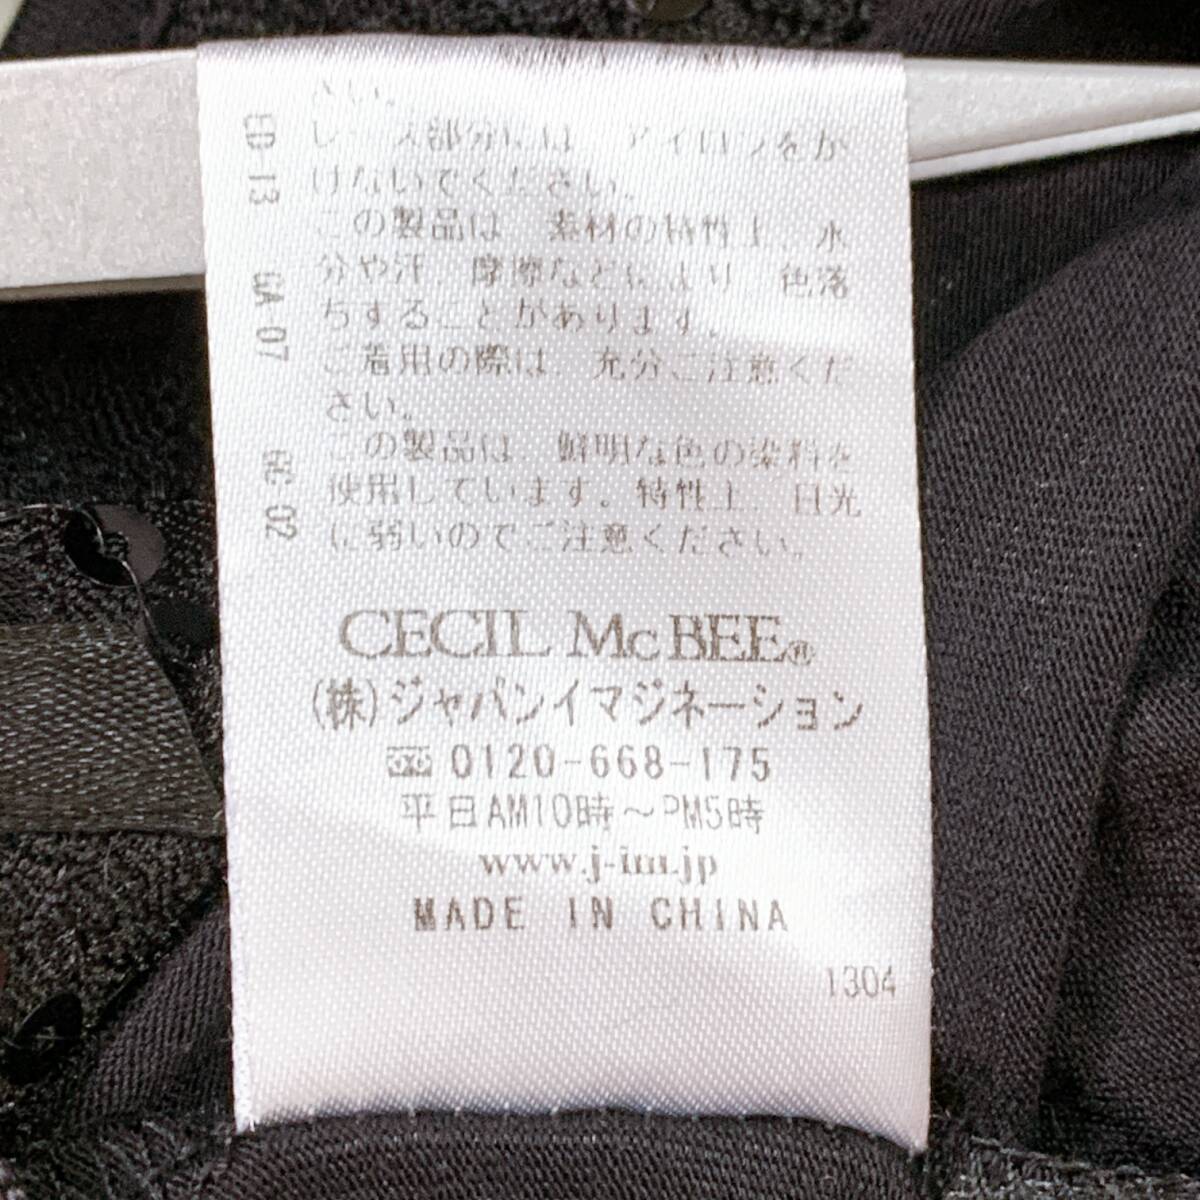 さい。
レース部分には アイロンをか
けないでください。
この製品は 素材の特性上、水
分や汗 摩擦などにより 色落
ちすることがあります。
ご着用の際は、充分ご注意くだ
さい。
この製品は、鮮明な色の染料を
使用しています。特性上 日光
に弱いのでご注意ください。
CECIL McBEE®
(株)ジャパンイマジネーション
0120-668-175
平日AM10時～PM5時
www.j-im.jp
MADE IN CHINA
1304
ED-13 GA-07 GC-02